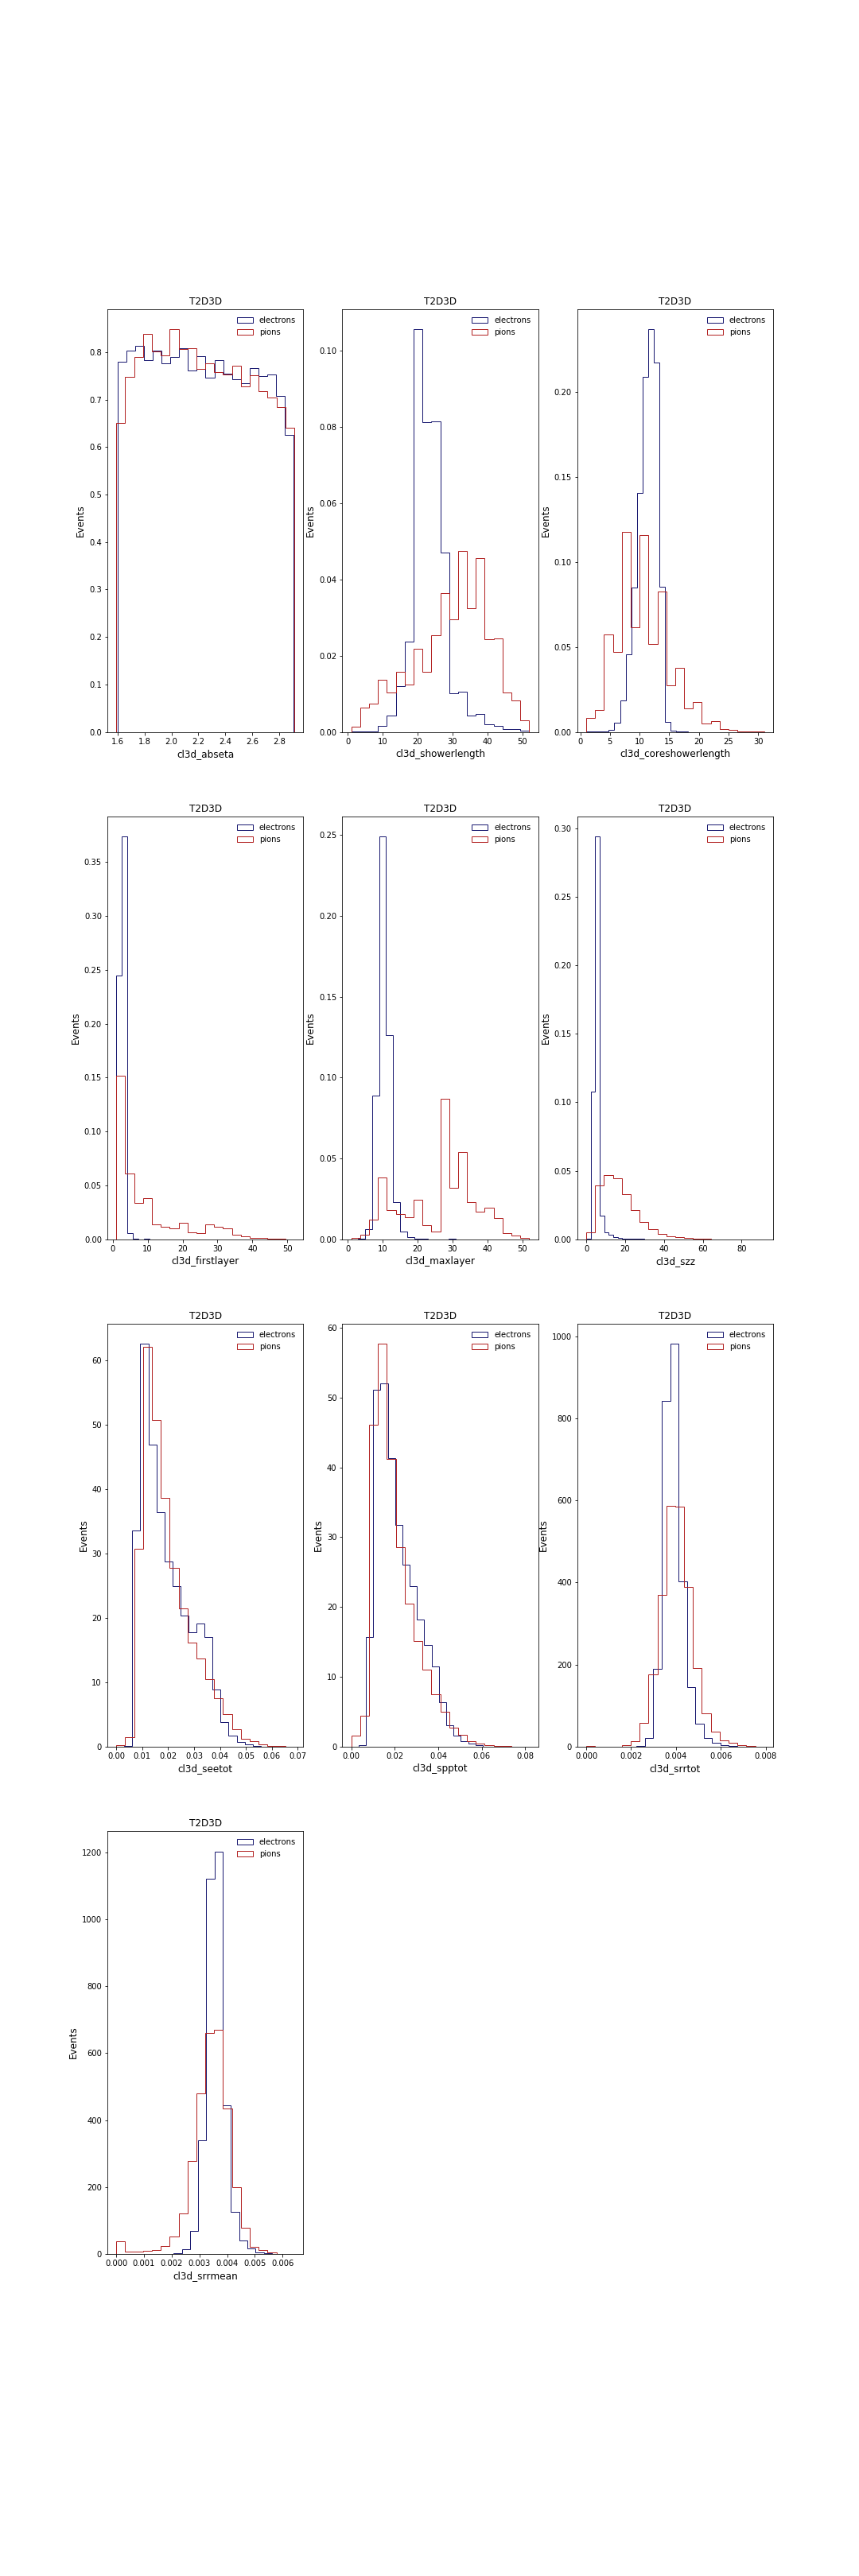 T2D3D T2D3D T2D3D
electrons electrons electrons
pions pions pions
0.8 0.10
0.20
0.7 0.08
0.6
0.15
0.5 0.06
Events Events Events
0.4
0.10
0.3 0.04
0.2
0.02 0.05
0.1
0.0 0.00 0.00
1.6 1.8 2.0 2.2 2.4 2.6 2.8 0 10 20 30 40 50 0 5 10 15 20 25 30
cl3d_abseta cl3d_showerlength cl3d_coreshowerlength
T2D3D T2D3D T2D3D
electrons electrons electrons
pions pions pions
0.25 0.30
0.35
0.30 0.20 0.25
0.25 0.20
0.15
0.20
Events Events Events
0.15
0.15 0.10
0.10
0.10
0.05 0.05
0.05
0.00 0.00 0.00
0 10 20 30 40 50 0 10 20 30 40 50 0 20 40 60 80
cl3d_firstlayer cl3d_maxlayer cl3d_szz
T2D3D T2D3D T2D3D
electrons electrons electrons
pions pions pions
60 60 1000
50 50 800
40 40
600
30 30
Events Events Events
400
20 20
200
10 10
0 0 0
0.00 0.01 0.02 0.03 0.04 0.05 0.06 0.07 0.00 0.02 0.04 0.06 0.08 0.000 0.002 0.004 0.006 0.008
cl3d_seetot cl3d_spptot cl3d_srrtot
T2D3D
electrons
pions
1200
1000
800
Events
600
400
200
0
0.000 0.001 0.002 0.003 0.004 0.005 0.006
cl3d_srrmean